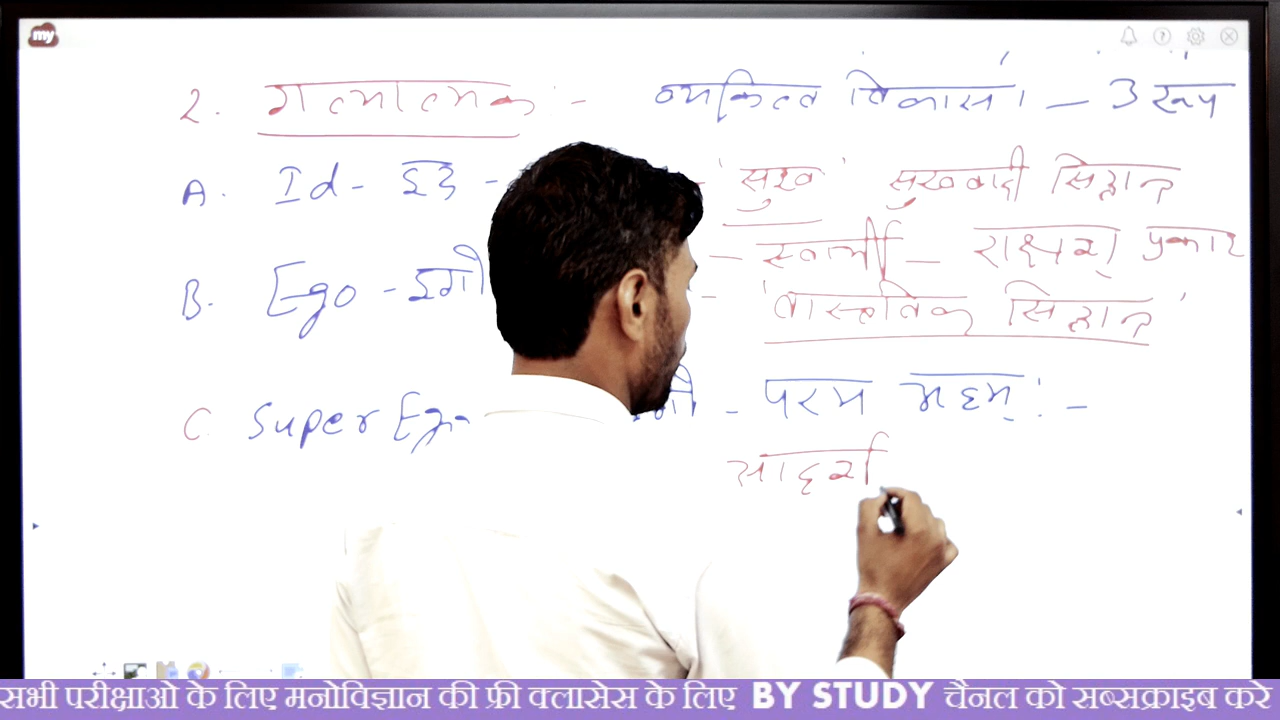 my
2. गत्यात्मक :- व्यक्तित्व विकास। - 3 रूप
A. Id - इड - 'सुख' सुखवादी सिद्धान्त
- स्वार्थी - राक्षस प्रकार
B. Ego - इगो - 'वास्तविक सिद्धान्त'
C. Super Ego - परम अहम् :-
आदर्श
सभी परीक्षाओ के लिए मनोविज्ञान की फ्री क्लासेस के लिए BY STUDY चैनल को सब्सक्राइब करे